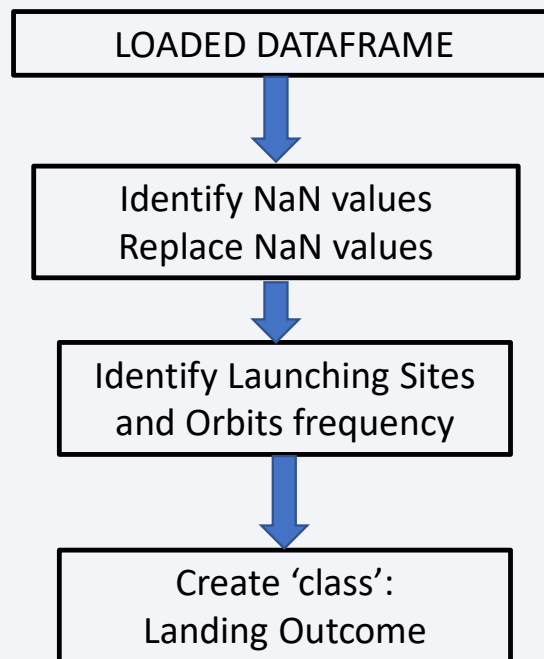 LOADED DATAFRAME
Identify NaN values
Replace NaN values
Identify Launching Sites
and Orbits frequency
Create ‘class’:
Landing Outcome